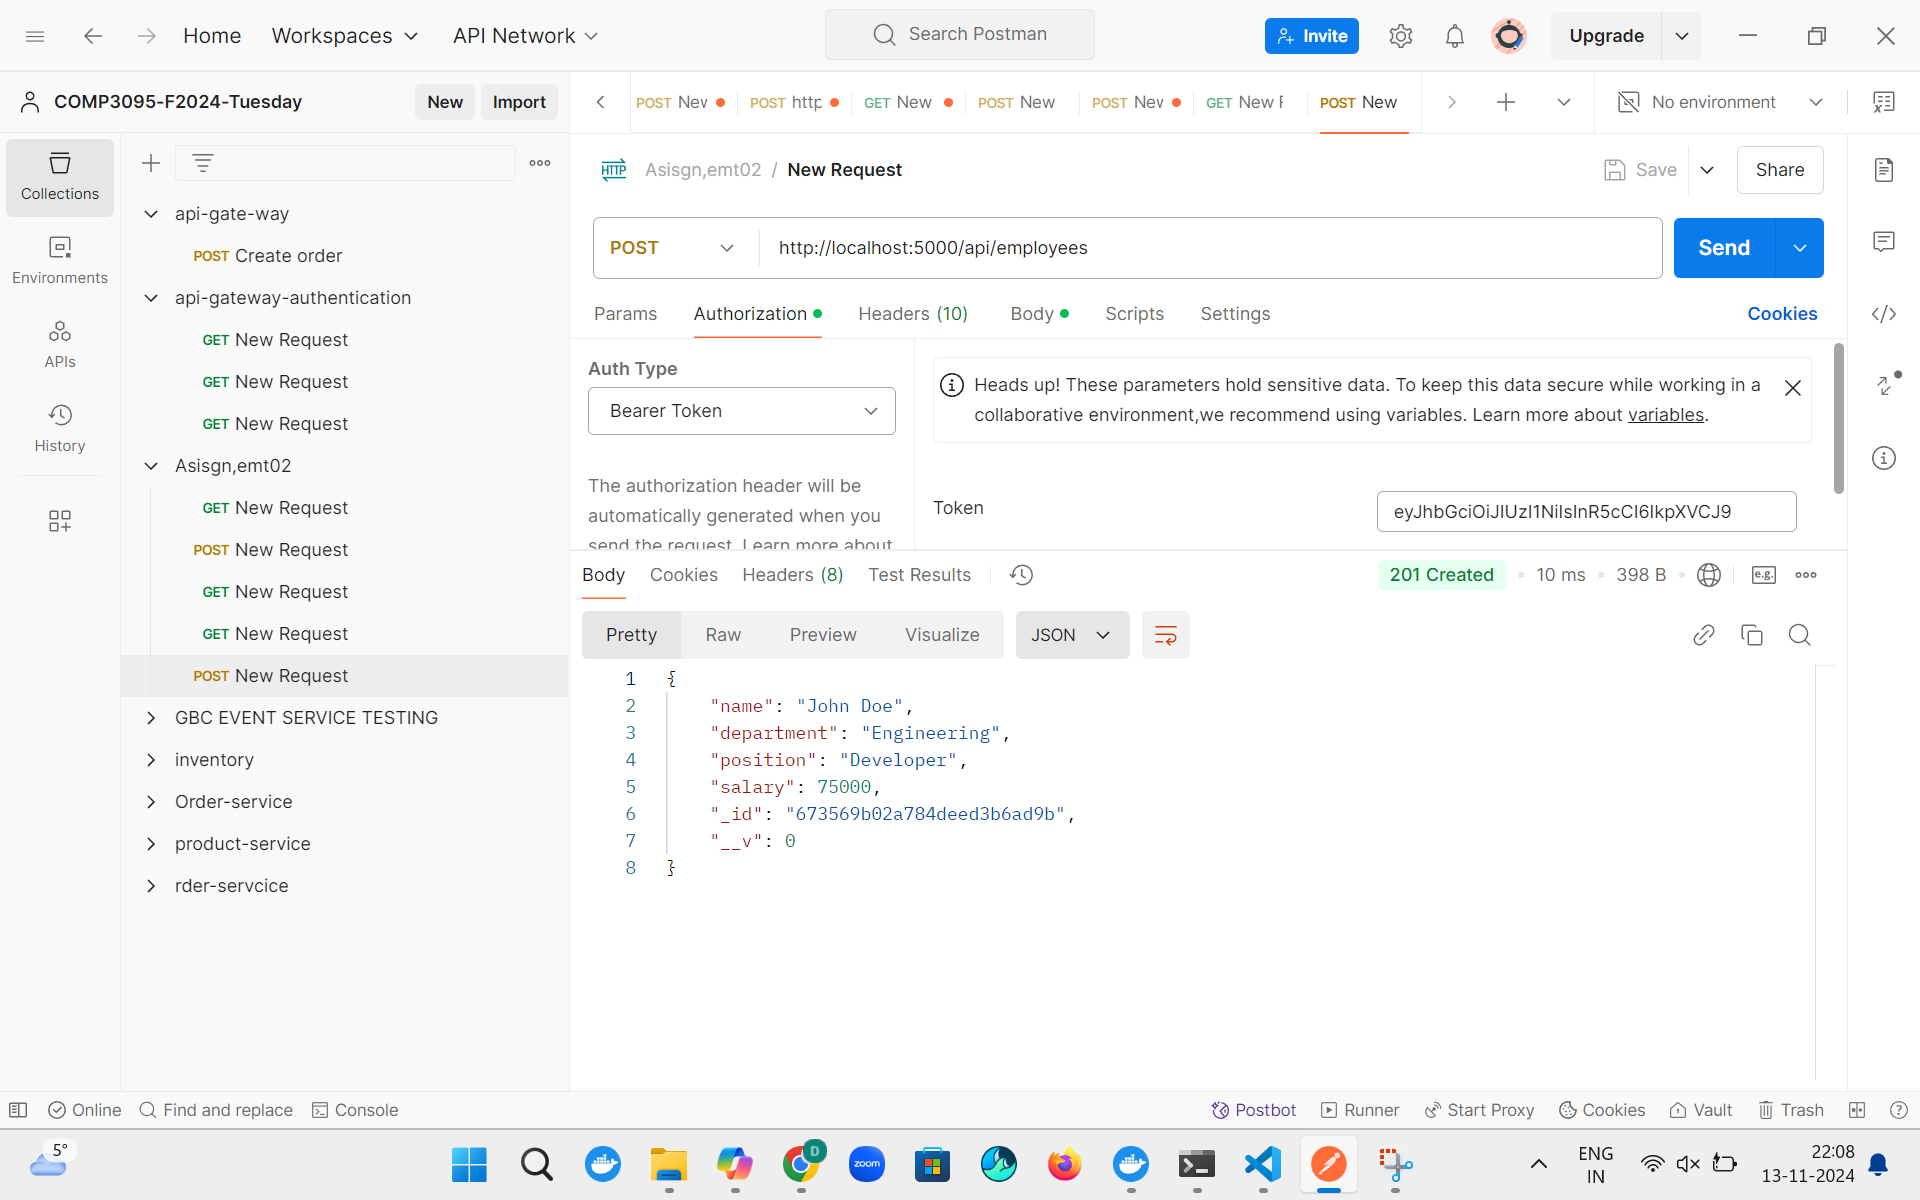 Home
Workspaces
API Network
Search Postman
Invite
Upgrade
COMP3095-F2024-Tuesday
New
Import
POST New
POST http
GET New
POST New
POST New
GET New R
POST New
No environment
Collections
Environments
APIs
History
api-gate-way
POST Create order
api-gateway-authentication
GET New Request
GET New Request
GET New Request
Asisgn,emt02
GET New Request
POST New Request
GET New Request
GET New Request
POST New Request
GBC EVENT SERVICE TESTING
inventory
Order-service
product-service
rder-servcice
HTTP
Asisgn,emt02 / New Request
Save
Share
POST
http://localhost:5000/api/employees
Send
Params
Authorization
Headers (10)
Body
Scripts
Settings
Cookies
Auth Type
Bearer Token
The authorization header will be
automatically generated when you
send the request. Learn more about
Heads up! These parameters hold sensitive data. To keep this data secure while working in a
collaborative environment,we recommend using variables. Learn more about variables.
Token
eyJhbGciOiJIUzI1NiIsInR5cCI6IkpXVCJ9
Body
Cookies
Headers (8)
Test Results
201 Created
10 ms
398 B
e.g.
Pretty
Raw
Preview
Visualize
JSON
1 {
2 "name": "John Doe",
3 "department": "Engineering",
4 "position": "Developer",
5 "salary": 75000,
6 "_id": "673569b02a784deed3b6ad9b",
7 "__v": 0
8 }
Online
Find and replace
Console
Postbot
Runner
Start Proxy
Cookies
Vault
Trash
5°
D
zoom
ENG
IN
22:08
13-11-2024